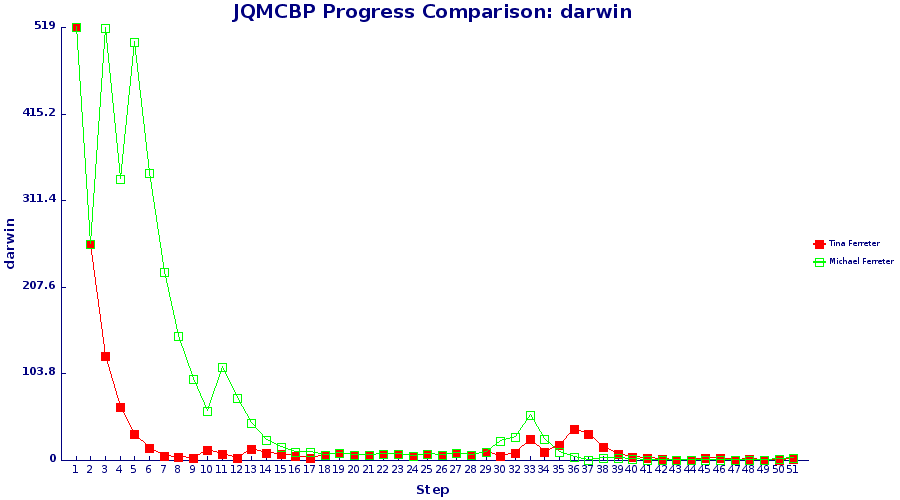 JQMCBP Progress Comparison: darwin
519
415.2
311.4
207.6
103.8
0
darwin
1 2 3 4 5 6 7 8 9 10 11 12 13 14 15 16 17 18 19 20 21 22 23 24 25 26 27 28 29 30 32 33 34 35 36 37 38 39 40 41 42 43 44 45 46 47 48 49 50 51
Step
Tina Ferreter
Michael Ferreter